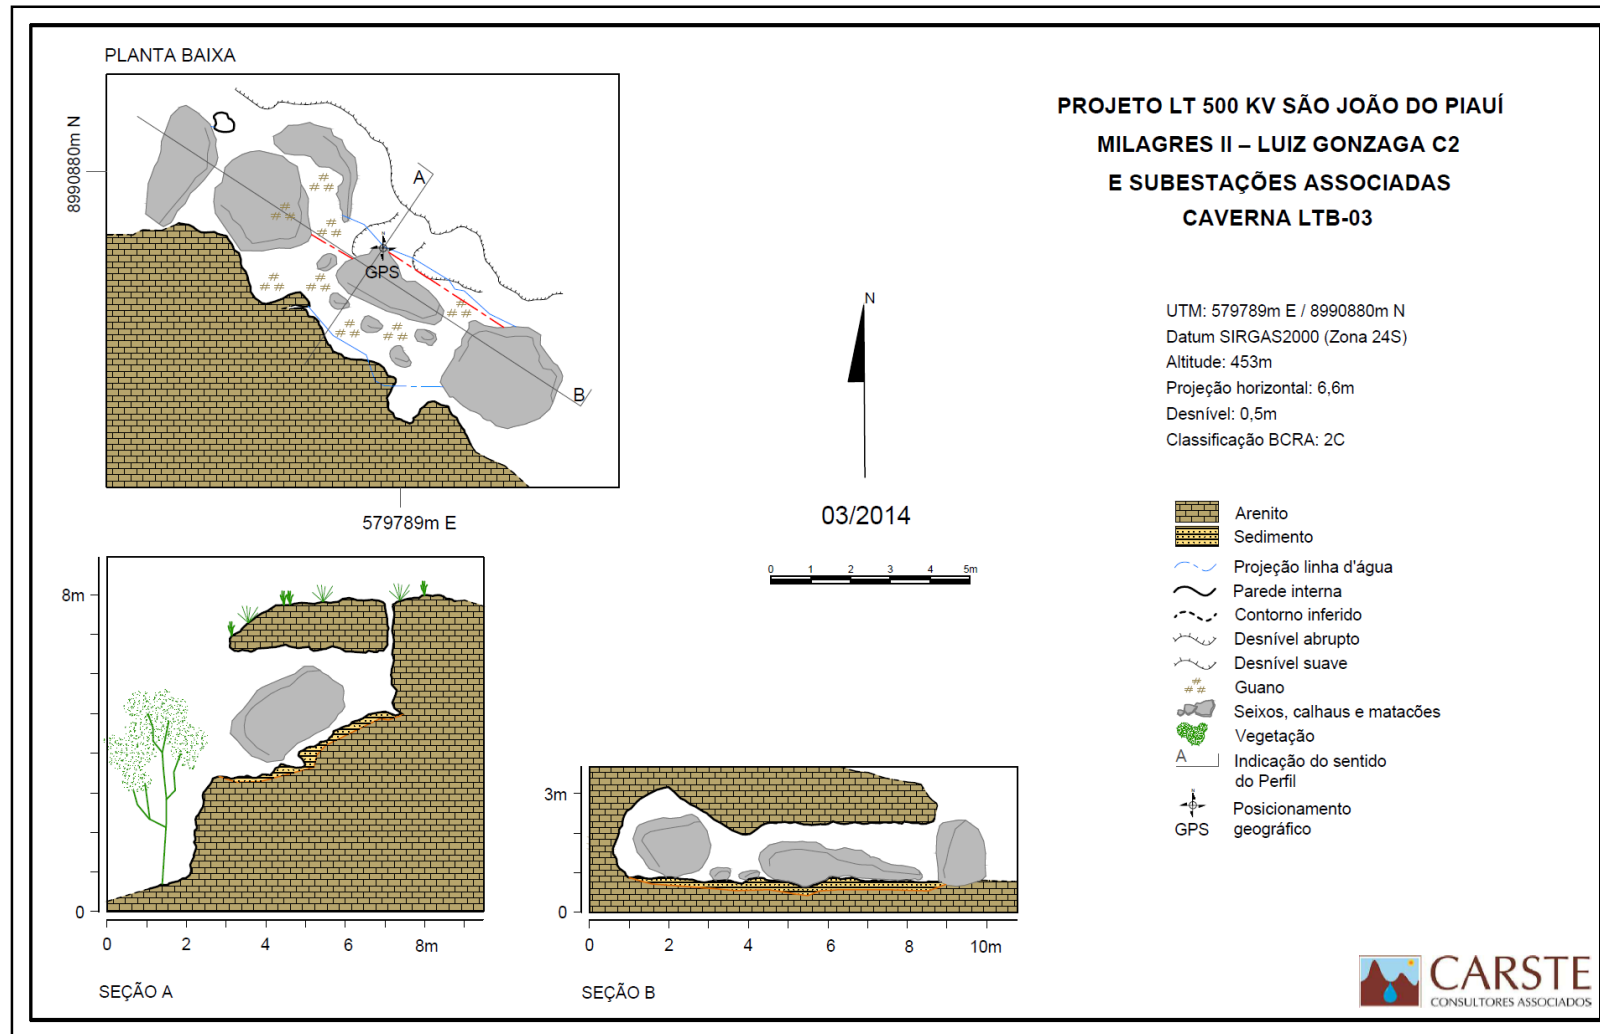 PLANTA BAIXA
8990880m N
A
GPS
B
579789m E
PROJETO LT 500 KV SÃO JOÃO DO PIAUÍ
MILAGRES II – LUIZ GONZAGA C2
E SUBESTAÇÕES ASSOCIADAS
CAVERNA LTB-03
UTM: 579789m E / 8990880m N
Datum SIRGAS2000 (Zona 24S)
Altitude: 453m
Projeção horizontal: 6,6m
Desnível: 0,5m
Classificação BCRA: 2C
N
03/2014
0 1 2 3 4 5m
Arenito
Sedimento
Projeção linha d'água
Parede interna
Contorno inferido
Desnível abrupto
Desnível suave
Guano
Seixos, calhaus e matacões
Vegetação
A
Indicação do sentido
do Perfil
N
Posicionamento
GPS
geográfico
8m
0
0 2 4 6 8m
SEÇÃO A
3m
0
0 2 4 6 8 10m
SEÇÃO B
CARSTE
CONSULTORES ASSOCIADOS